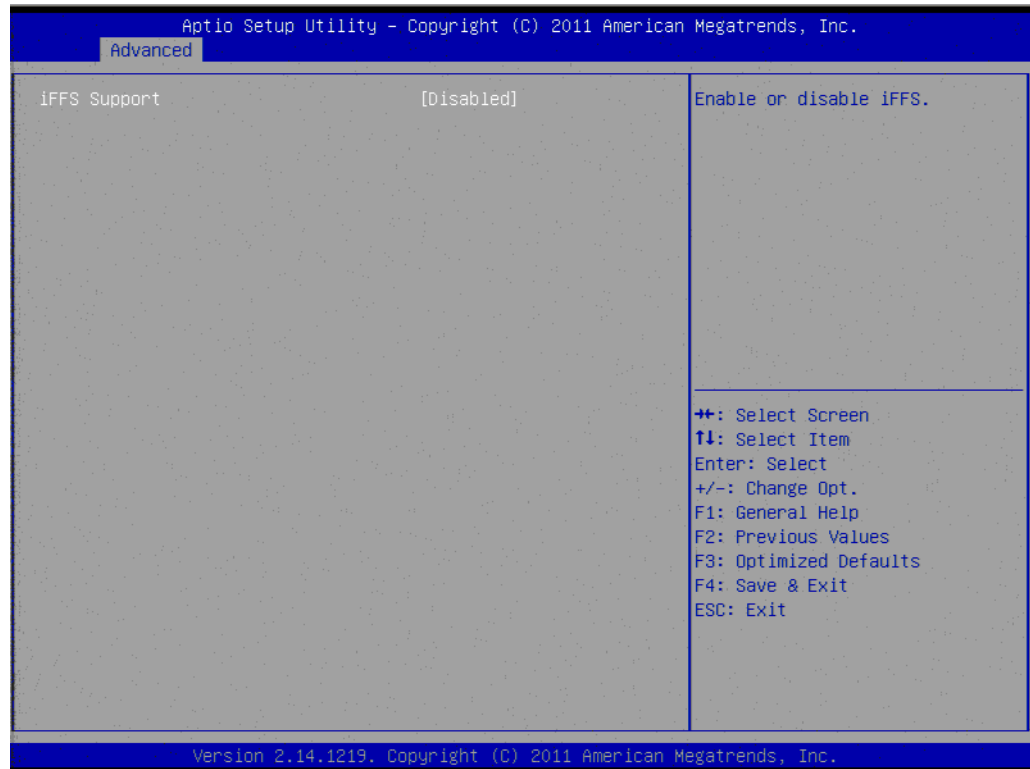 Aptio Setup Utility – Copyright (C) 2011 American Megatrends, Inc.
Advanced
iFFS Support [Disabled]
Enable or disable iFFS.
→←: Select Screen
↑↓: Select Item
Enter: Select
+/-: Change Opt.
F1: General Help
F2: Previous Values
F3: Optimized Defaults
F4: Save & Exit
ESC: Exit
Version 2.14.1219. Copyright (C) 2011 American Megatrends, Inc.